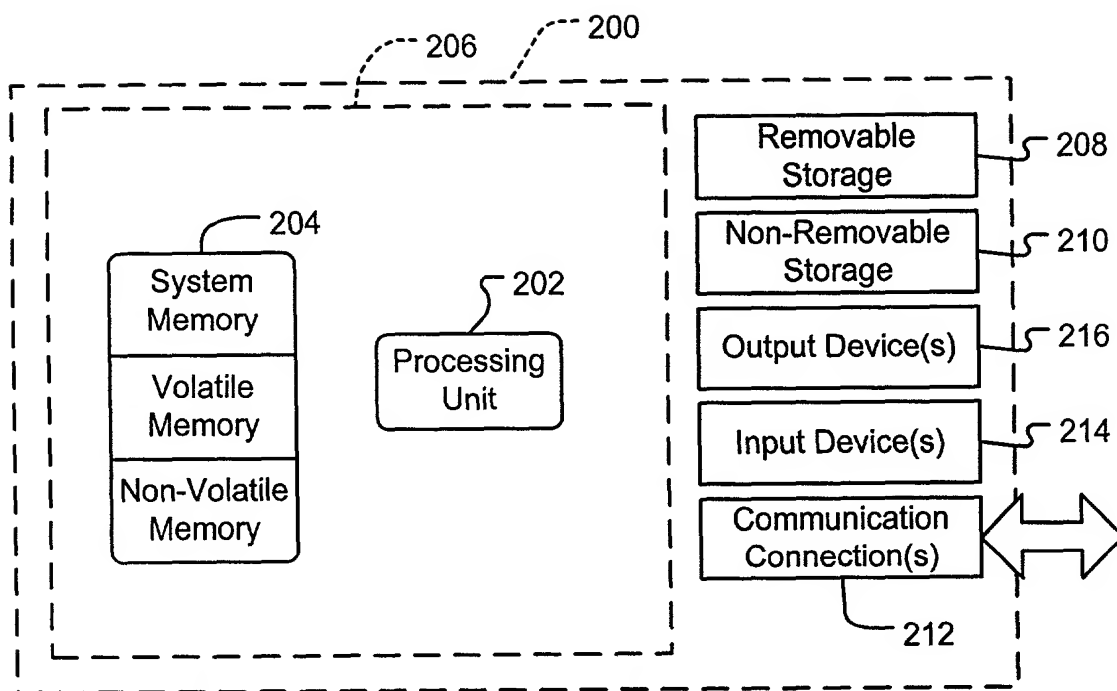 206
200
Removable
Storage
208
Non-Removable
Storage
210
204
System
Memory
Volatile
Memory
Non-Volatile
Memory
202
Processing
Unit
Output Device(s)
216
Input Device(s)
214
Communication
Connection(s)
212